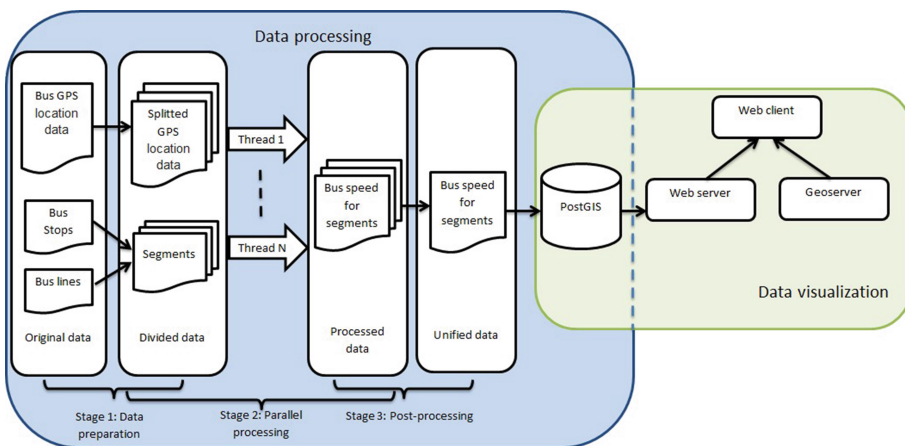 Data processing
Bus GPS
location
data
Splitted
GPS
location
data
Thread 1
Bus
Stops
Bus lines
Segments
Thread N
Bus speed
for
segments
Bus speed
for
segments
PostGIS
Web client
Web server
Geoserver
Data visualization
Original data
Divided data
Processed
data
Unified data
Stage 1: Data
preparation
Stage 2: Parallel
processing
Stage 3: Post-processing